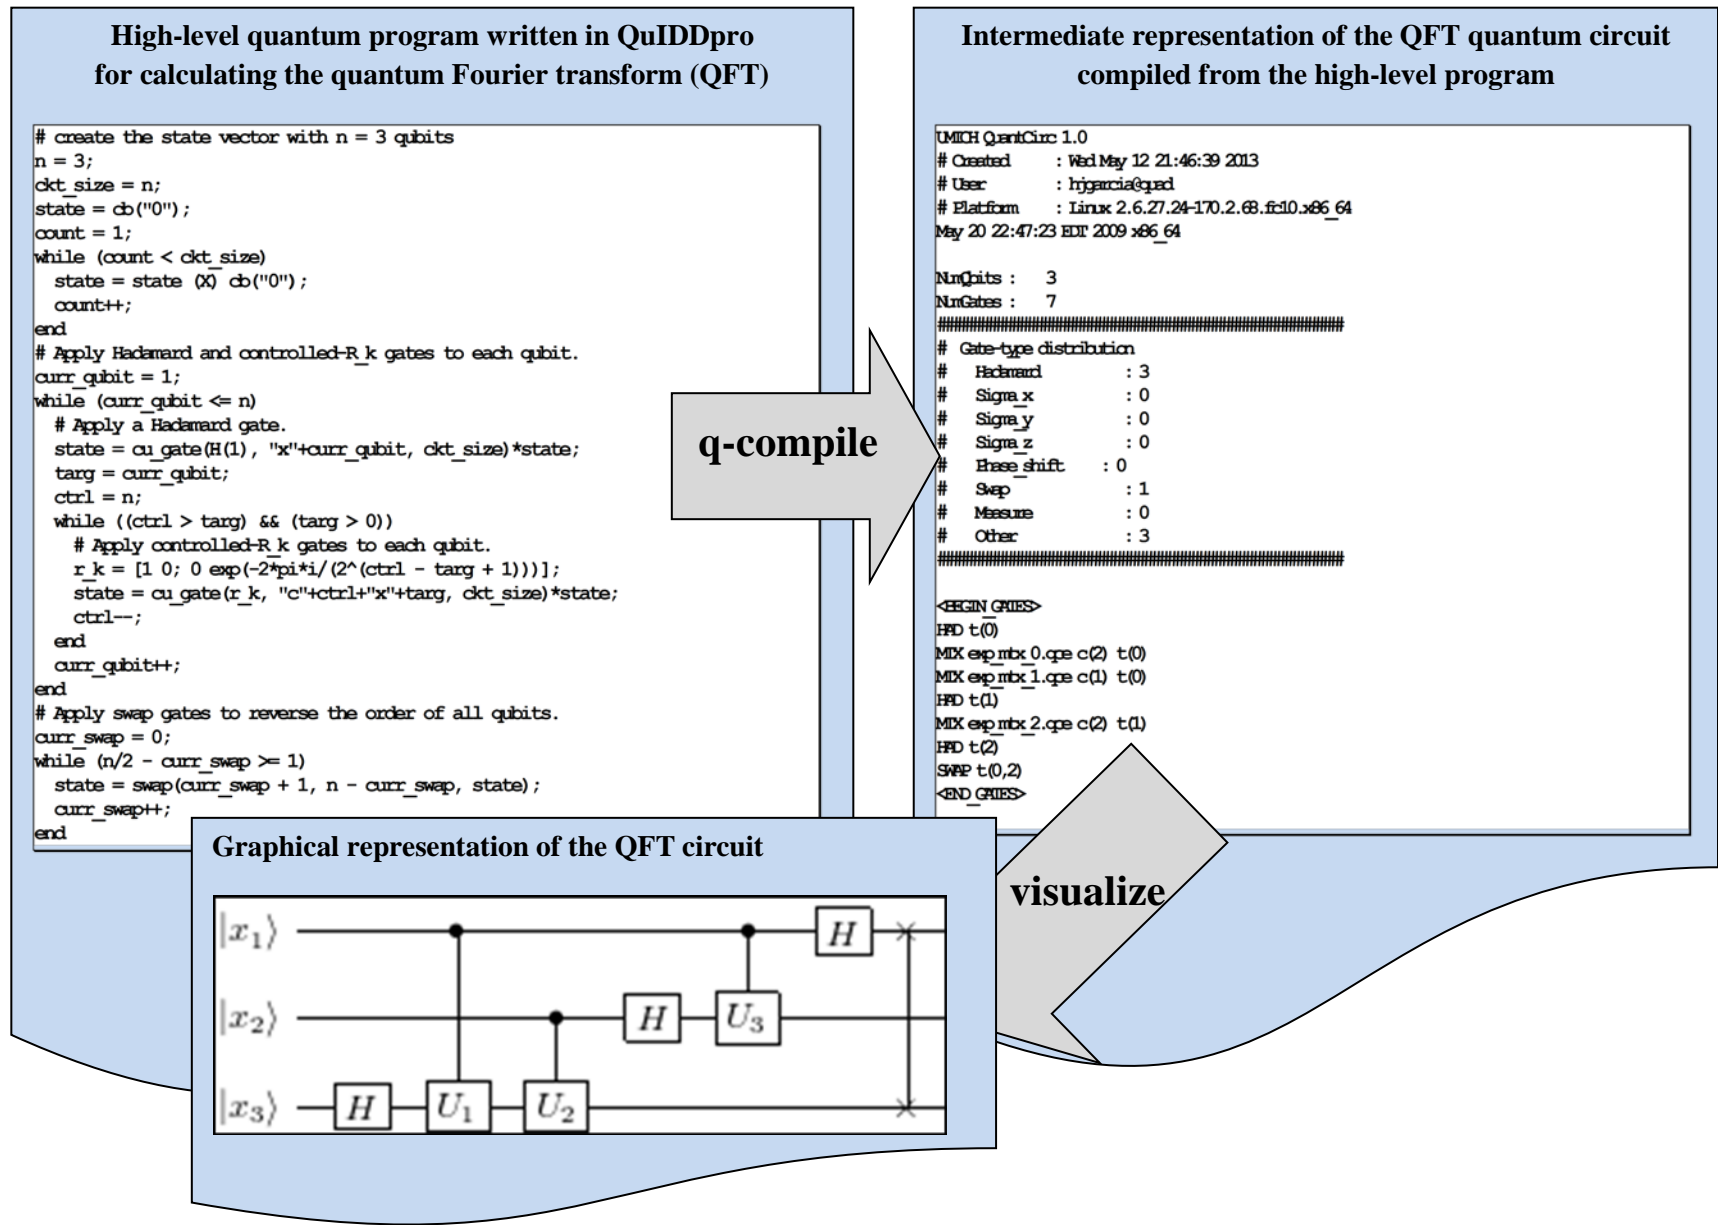 High-level quantum program written in QuIDDpro
for calculating the quantum Fourier transform (QFT)
# create the state vector with n = 3 qubits
n = 3;
ckt_size = n;
state = cb("0");
count = 1;
while (count < ckt_size)
state = state (X) cb("0");
count++;
end
# Apply Hadamard and controlled-R_k gates to each qubit.
curr_qubit = 1;
while (curr_qubit <= n)
# Apply a Hadamard gate.
state = cu_gate(H(1), "x"+curr_qubit, ckt_size)*state;
targ = curr_qubit;
ctrl = n;
while ((ctrl > targ) && (targ > 0))
# Apply controlled-R_k gates to each qubit.
r_k = [1 0; 0 exp(-2*pi*i/(2^(ctrl - targ + 1)))];
state = cu_gate(r_k, "c"+ctrl+"x"+targ, ckt_size)*state;
ctrl--;
end
curr_qubit++;
end
# Apply swap gates to reverse the order of all qubits.
curr_swap = 0;
while (n/2 - curr_swap >= 1)
state = swap(curr_swap + 1, n - curr_swap, state);
curr_swap++;
end
q-compile
Intermediate representation of the QFT quantum circuit
compiled from the high-level program
UMICH QuantCirc 1.0
# Created : Wed May 12 21:46:39 2013
# User : hjgarcia@quad
# Platform : Linux 2.6.27.24-170.2.68.fc10.x86_64
May 20 22:47:23 EDT 2009 x86_64
NumQbits : 3
NumGates : 7
# Gate-type distribution
# Hadamard : 3
# Sigma_x : 0
# Sigma_y : 0
# Sigma_z : 0
# Phase_shift : 0
# Swap : 1
# Measure : 0
# Other : 3
<BEGIN_GATES>
HAD t(0)
MTX exp_mtx_0.qpe c(2) t(0)
MTX exp_mtx_1.qpe c(1) t(0)
HAD t(1)
MTX exp_mtx_2.qpe c(2) t(1)
HAD t(2)
SWAP t(0,2)
<END_GATES>
visualize
Graphical representation of the QFT circuit
|x₁⟩ H
|x₂⟩ H U₃
|x₃⟩ H U₁ U₂